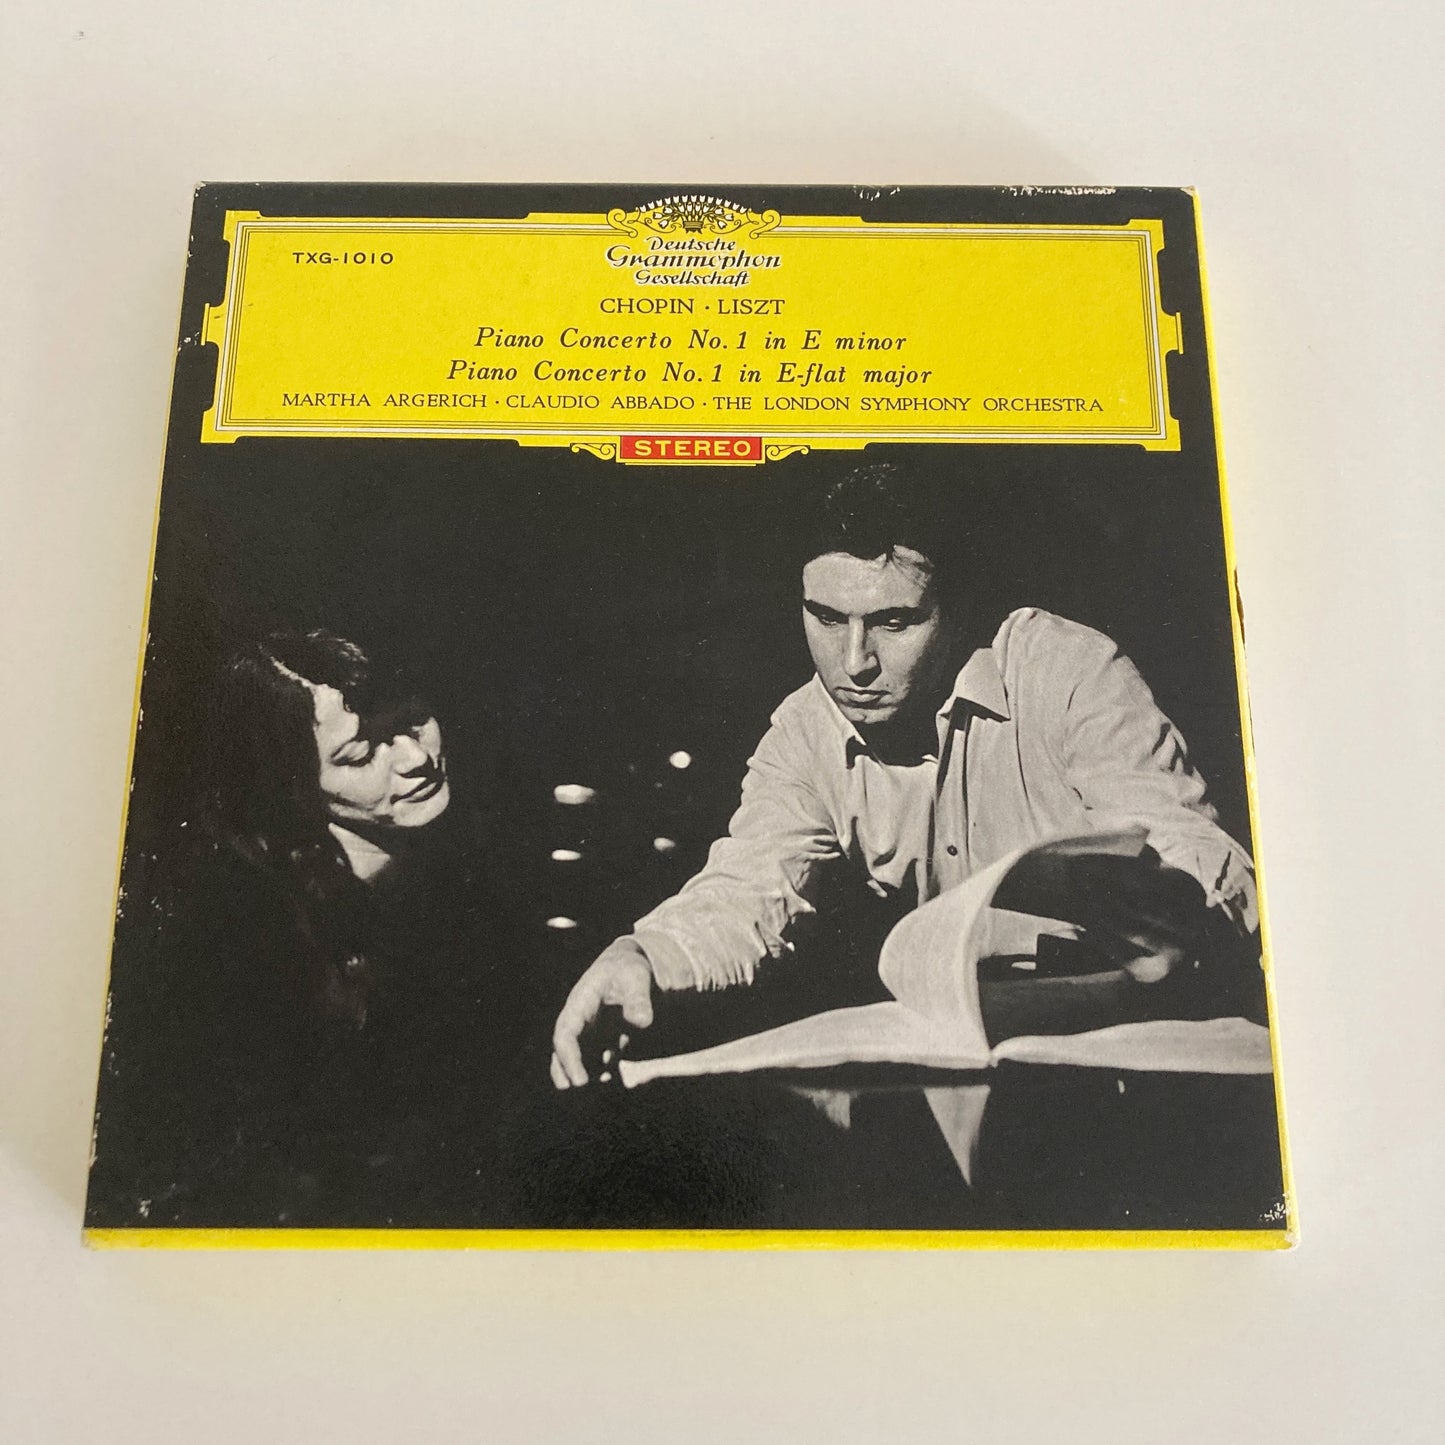 TXG-1010
Deutsche
Grammophon
Gesellschaft
CHOPIN · LISZT
Piano Concerto No. 1 in E minor
Piano Concerto No. 1 in E-flat major
MARTHA ARGERICH · CLAUDIO ABBADO · THE LONDON SYMPHONY ORCHESTRA
STEREO